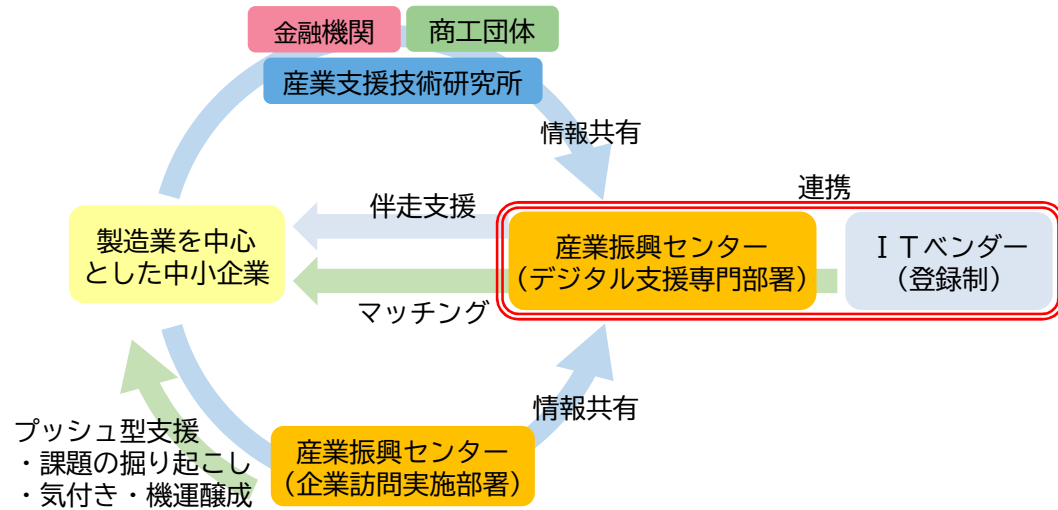 金融機関
商工団体
産業支援技術研究所
情報共有
連携
伴走支援
製造業を中心
とした中小企業
産業振興センター
（デジタル支援専門部署）
ＩＴベンダー
（登録制）
マッチング
情報共有
プッシュ型支援
・課題の掘り起こし
・気付き・機運醸成
産業振興センター
（企業訪問実施部署）